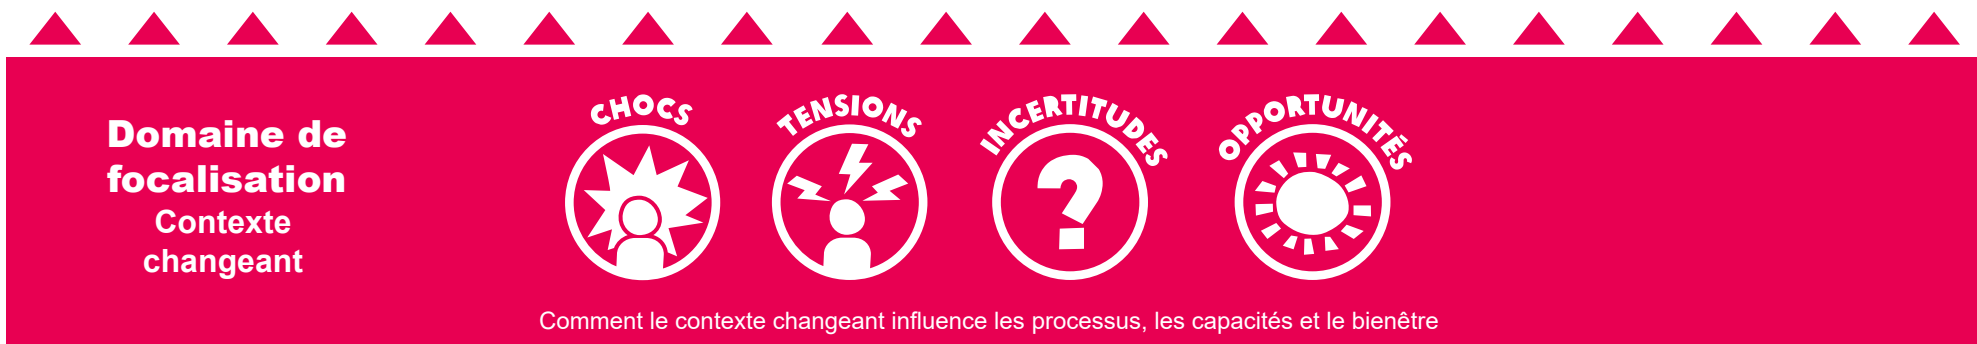 Domaine de
focalisation
Contexte
changeant
CHOCS
TENSIONS
INCERTITUDES
OPPORTUNITÉS
Comment le contexte changeant influence les processus, les capacités et le bienêtre